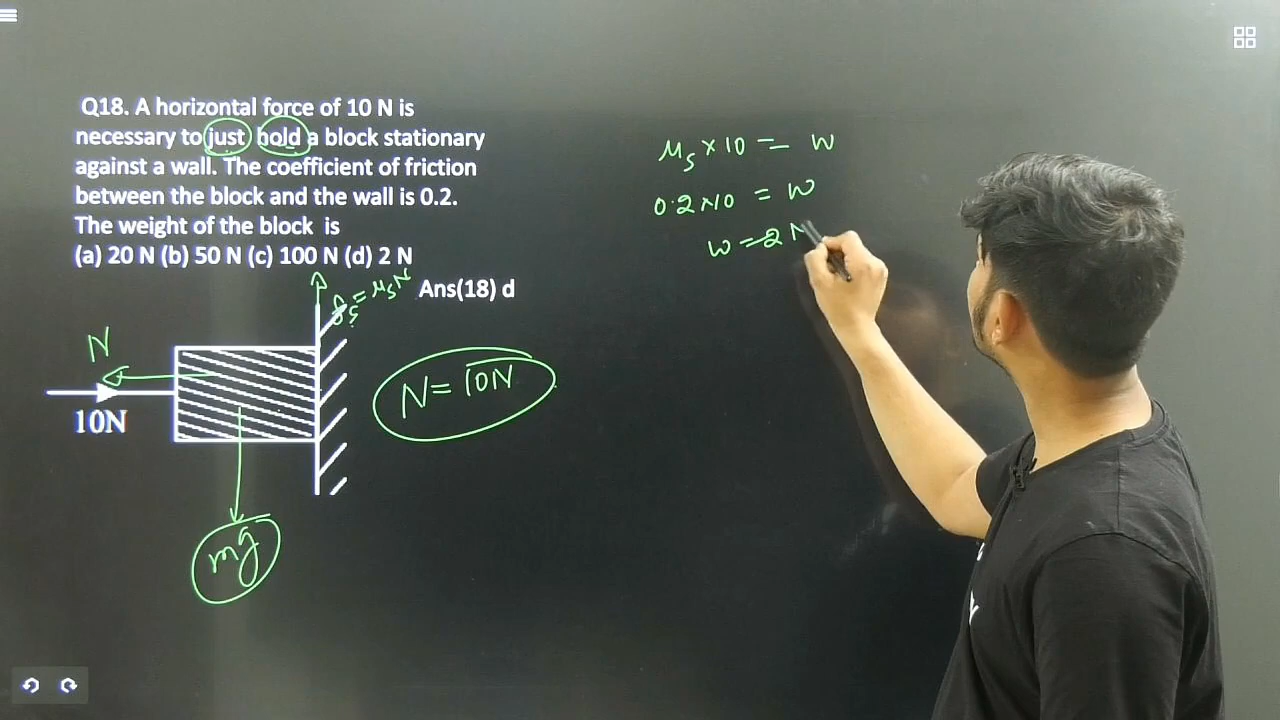 Q18. A horizontal force of 10 N is
necessary to just hold a block stationary
against a wall. The coefficient of friction
between the block and the wall is 0.2.
The weight of the block is
(a) 20 N (b) 50 N (c) 100 N (d) 2 N
Ans(18) d
fs = μsN
N
10N
N = 10N
mg
μs × 10 = W
0.2×10 = W
W = 2 N